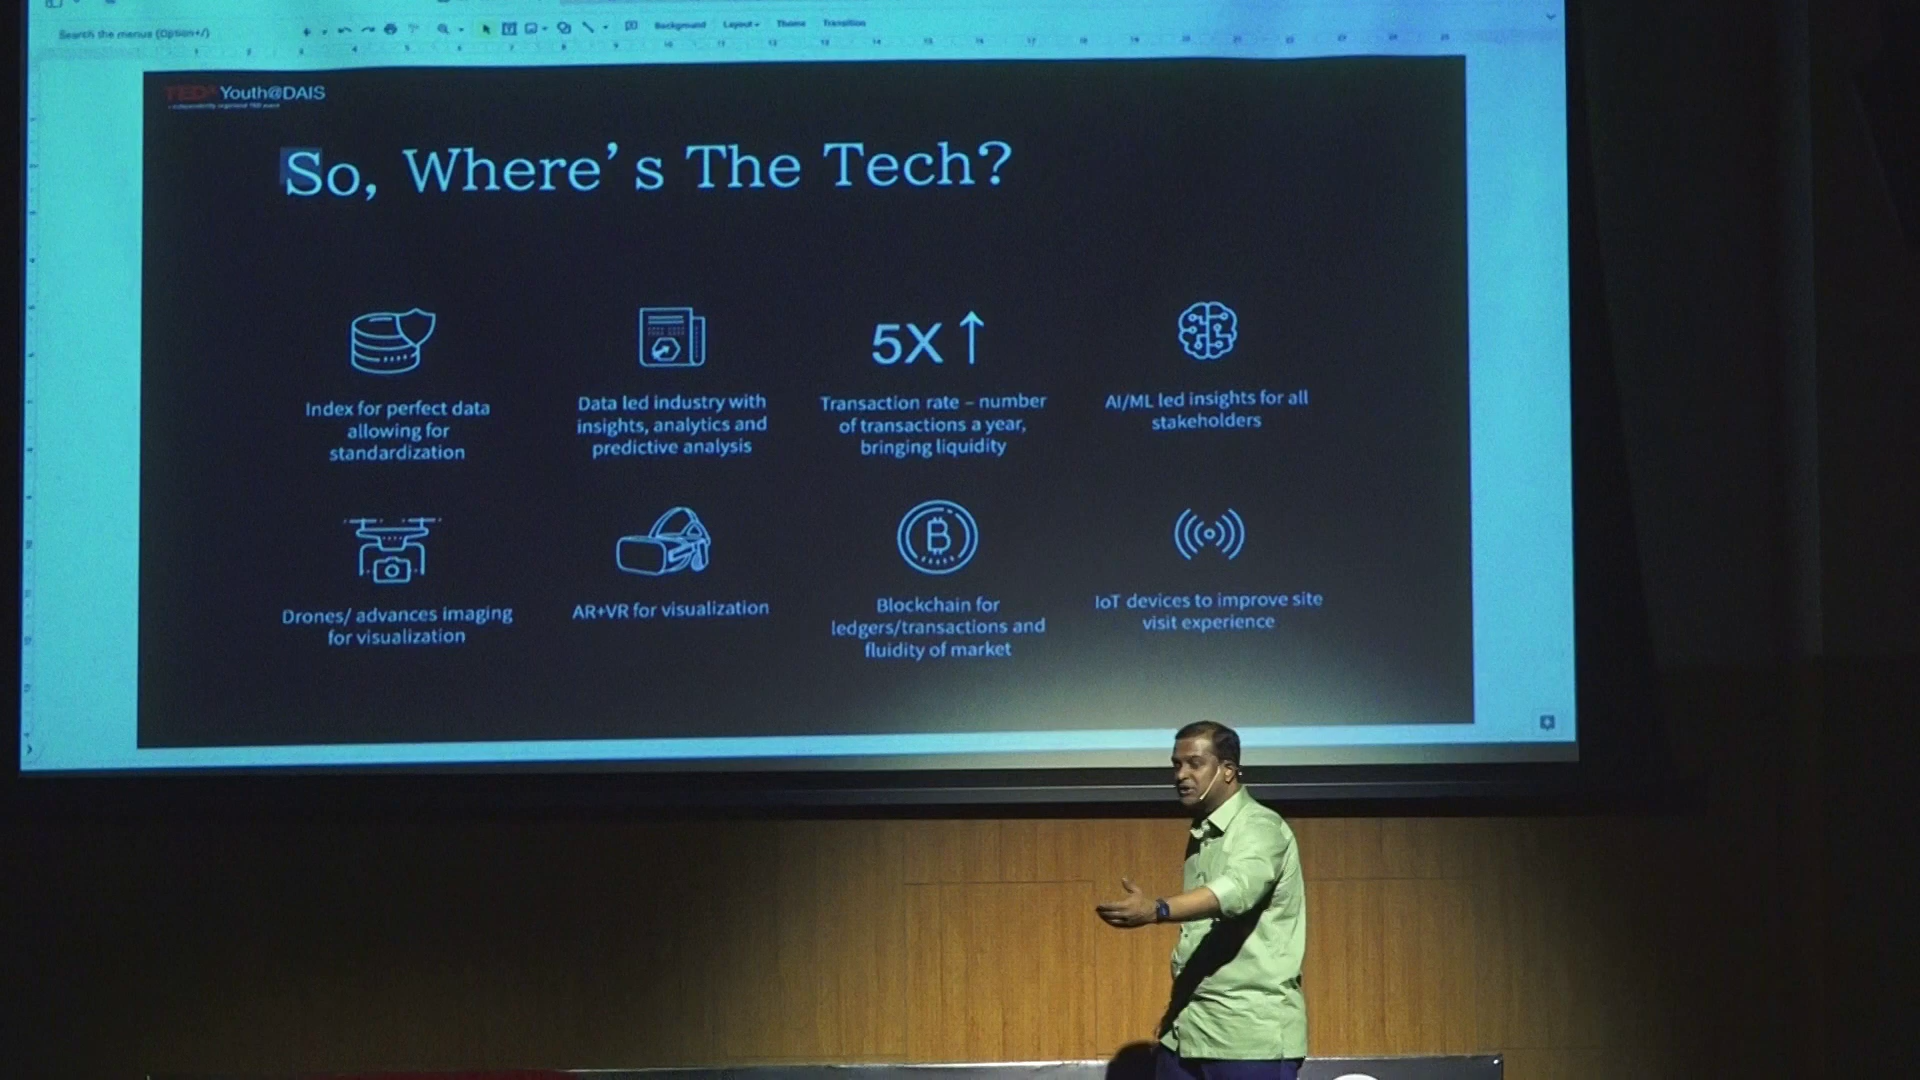 Search the menus (Option+/)
Background Layout Theme Transition
TEDx Youth@DAIS
x independently organized TED event
So, Where's The Tech?
5X↑
Index for perfect data
allowing for
standardization
Data led industry with
insights, analytics and
predictive analysis
Transaction rate – number
of transactions a year,
bringing liquidity
AI/ML led insights for all
stakeholders
Drones/ advances imaging
for visualization
AR+VR for visualization
Blockchain for
ledgers/transactions and
fluidity of market
IoT devices to improve site
visit experience